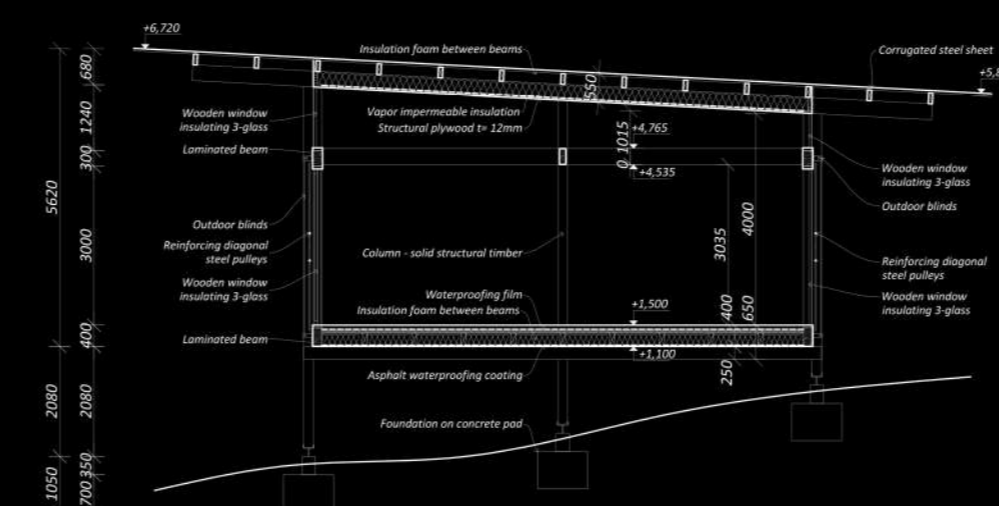 +6,720
Insulation foam between beams
Corrugated steel sheet
680
550
Vapor impermeable insulation
Structural plywood t= 12mm
Wooden window
insulating 3-glass
Laminated beam
1240
300
1015
+4,765
+4,535
Wooden window
insulating 3-glass
Outdoor blinds
5620
3000
Outdoor blinds
Reinforcing diagonal
steel pulleys
Wooden window
insulating 3-glass
Column - solid structural timber
3035
4000
Reinforcing diagonal
steel pulleys
Wooden window
insulating 3-glass
Waterproofing film
Insulation foam between beams
+1,500
400
650
400
Laminated beam
+1,100
Asphalt waterproofing coating
250
2080
2080
Foundation on concrete pad
1050
350
700